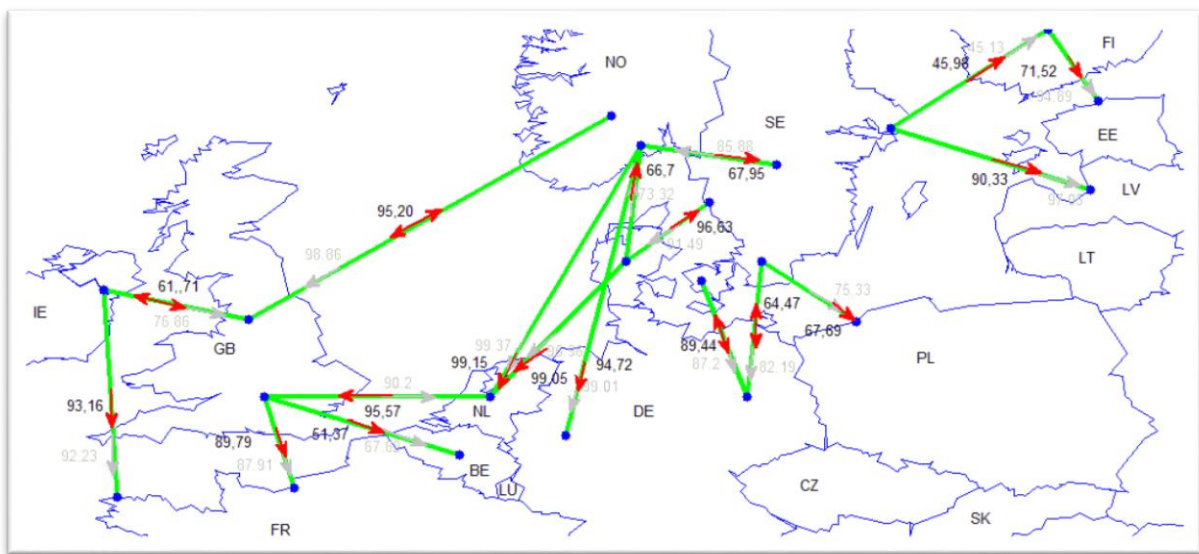 NO
FI
45.13
45,98
71,52
SE
EE
85.88
66,7
67,95
90,33
LV
73.32
95,20
96,63
91.49
98 86
LT
61,,71
75.33
IE
76.86
64,47
67,69
GB
89,44
87.2
99.37
99,15
99,05
94,72
82.19
PL
90.2
99.01
93,16
95,57
NL
DE
89,79
51,37
92.23
87.91
BE
LU
CZ
FR
SK